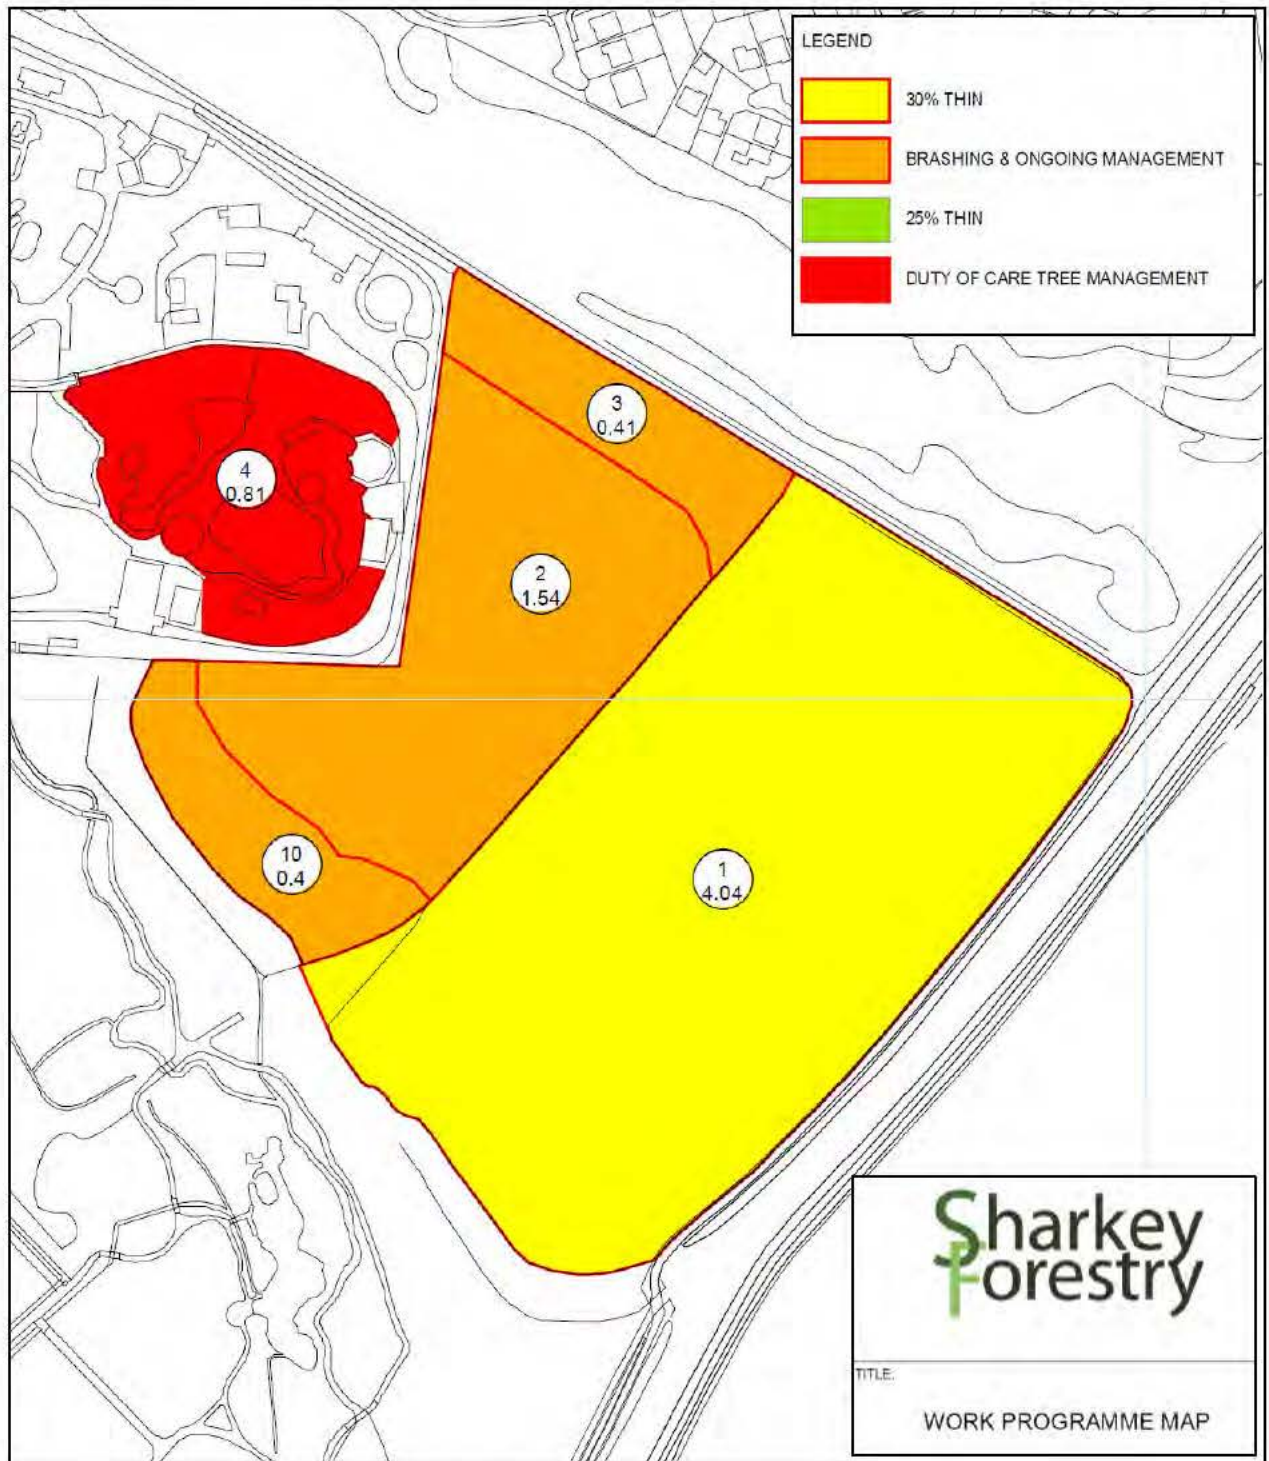 LEGEND
30% THIN
BRASHING & ONGOING MANAGEMENT
25% THIN
DUTY OF CARE TREE MANAGEMENT
3
0.41
4
0.81
2
1.54
10
0.4
1
4.04
Sharkey
Forestry
TITLE:
WORK PROGRAMME MAP